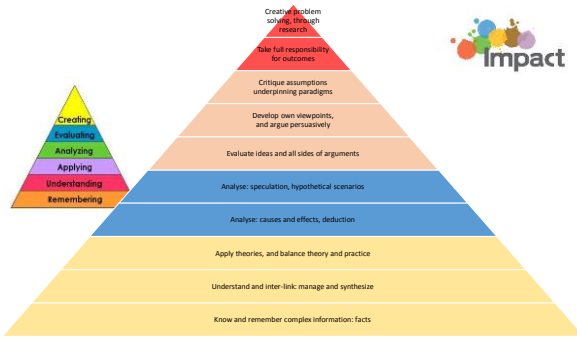 Creative problem
solving, through
research
Take full responsibility
for outcomes
Critique assumptions
underpinning paradigms
Develop own viewpoints,
and argue persuasively
Evaluate ideas and all sides of arguments
Analyse: speculation, hypothetical scenarios
Analyse: causes and effects, deduction
Apply theories, and balance theory and practice
Understand and inter-link: manage and synthesize
Know and remember complex information: facts
Creating
Evaluating
Analyzing
Applying
Understanding
Remembering
Impact